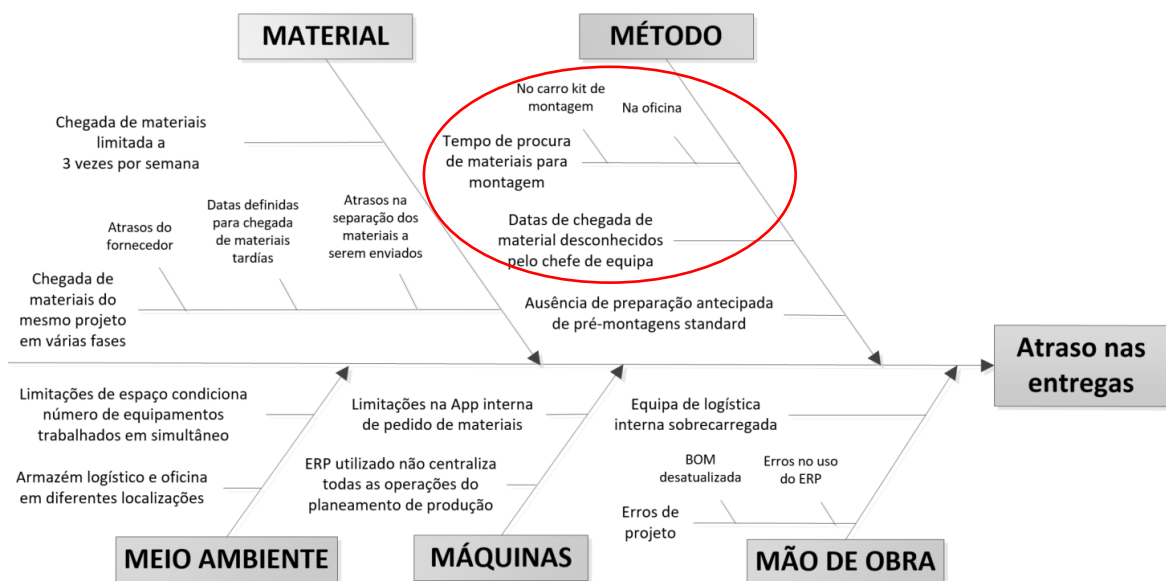 MATERIAL
MÉTODO
No carro kit de
montagem
Na oficina
Chegada de materiais
limitada a
3 vezes por semana
Tempo de procura
de materiais para
montagem
Atrasos do
fornecedor
Datas definidas
para chegada
de materiais
tardías
Atrasos na
separação dos
materiais a
serem enviados
Datas de chegada de
material desconhecidos
pelo chefe de equipa
Chegada de
materiais do
mesmo projeto
em várias fases
Ausência de preparação antecipada
de pré-montagens standard
Atraso nas
entregas
Limitações de espaço condiciona
número de equipamentos
trabalhados em simultâneo
Limitações na App interna
de pedido de materiais
Equipa de logística
interna sobrecarregada
Armazém logístico e oficina
em diferentes localizações
ERP utilizado não centraliza
todas as operações do
planeamento de produção
BOM
desatualizada
Erros no uso
do ERP
Erros de
projeto
MEIO AMBIENTE
MÁQUINAS
MÃO DE OBRA